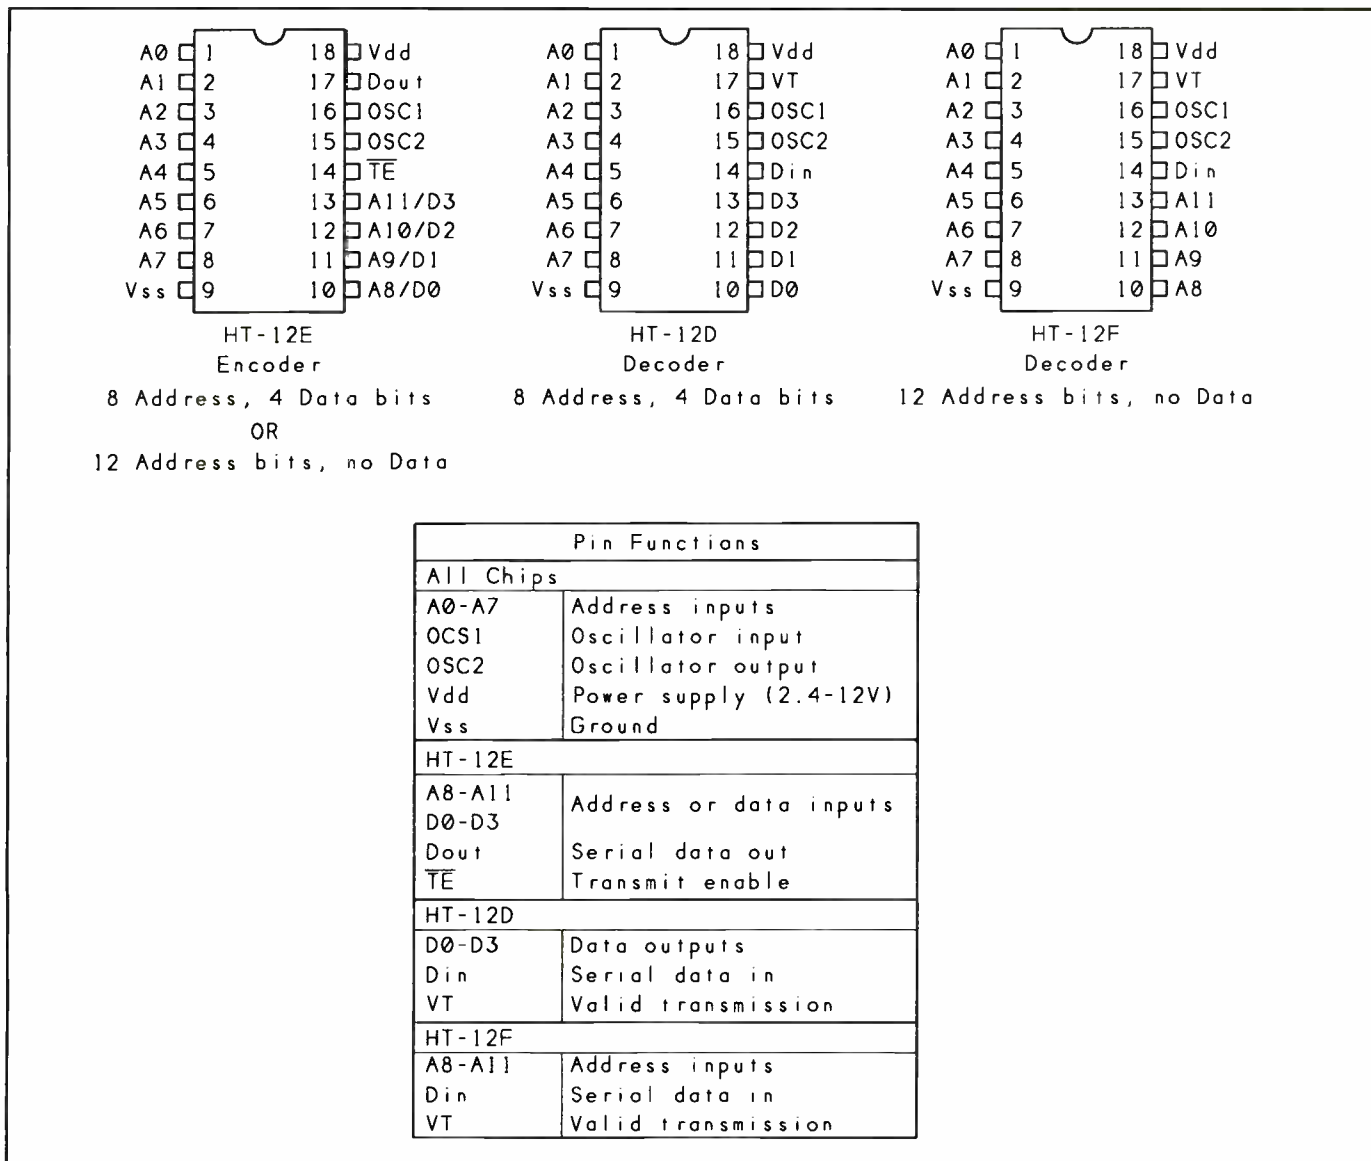 A0 1 18 Vdd
A1 2 17 Dout
A2 3 16 OSC1
A3 4 15 OSC2
A4 5 14 T̅E̅
A5 6 13 A11/D3
A6 7 12 A10/D2
A7 8 11 A9/D1
Vss 9 10 A8/D0
HT-12E
Encoder
8 Address, 4 Data bits
OR
12 Address bits, no Data
A0 1 18 Vdd
A1 2 17 VT
A2 3 16 OSC1
A3 4 15 OSC2
A4 5 14 Din
A5 6 13 D3
A6 7 12 D2
A7 8 11 D1
Vss 9 10 D0
HT-12D
Decoder
8 Address, 4 Data bits
A0 1 18 Vdd
A1 2 17 VT
A2 3 16 OSC1
A3 4 15 OSC2
A4 5 14 Din
A5 6 13 A11
A6 7 12 A10
A7 8 11 A9
Vss 9 10 A8
HT-12F
Decoder
12 Address bits, no Data
Pin Functions
All Chips
A0-A7 Address inputs
OCS1 Oscillator input
OSC2 Oscillator output
Vdd Power supply (2.4-12V)
Vss Ground
HT-12E
A8-A11
Address or data inputs
D0-D3
Dout Serial data out
T̅E̅ Transmit enable
HT-12D
D0-D3 Data outputs
Din Serial data in
VT Valid transmission
HT-12F
A8-A11 Address inputs
Din Serial data in
VT Valid transmission